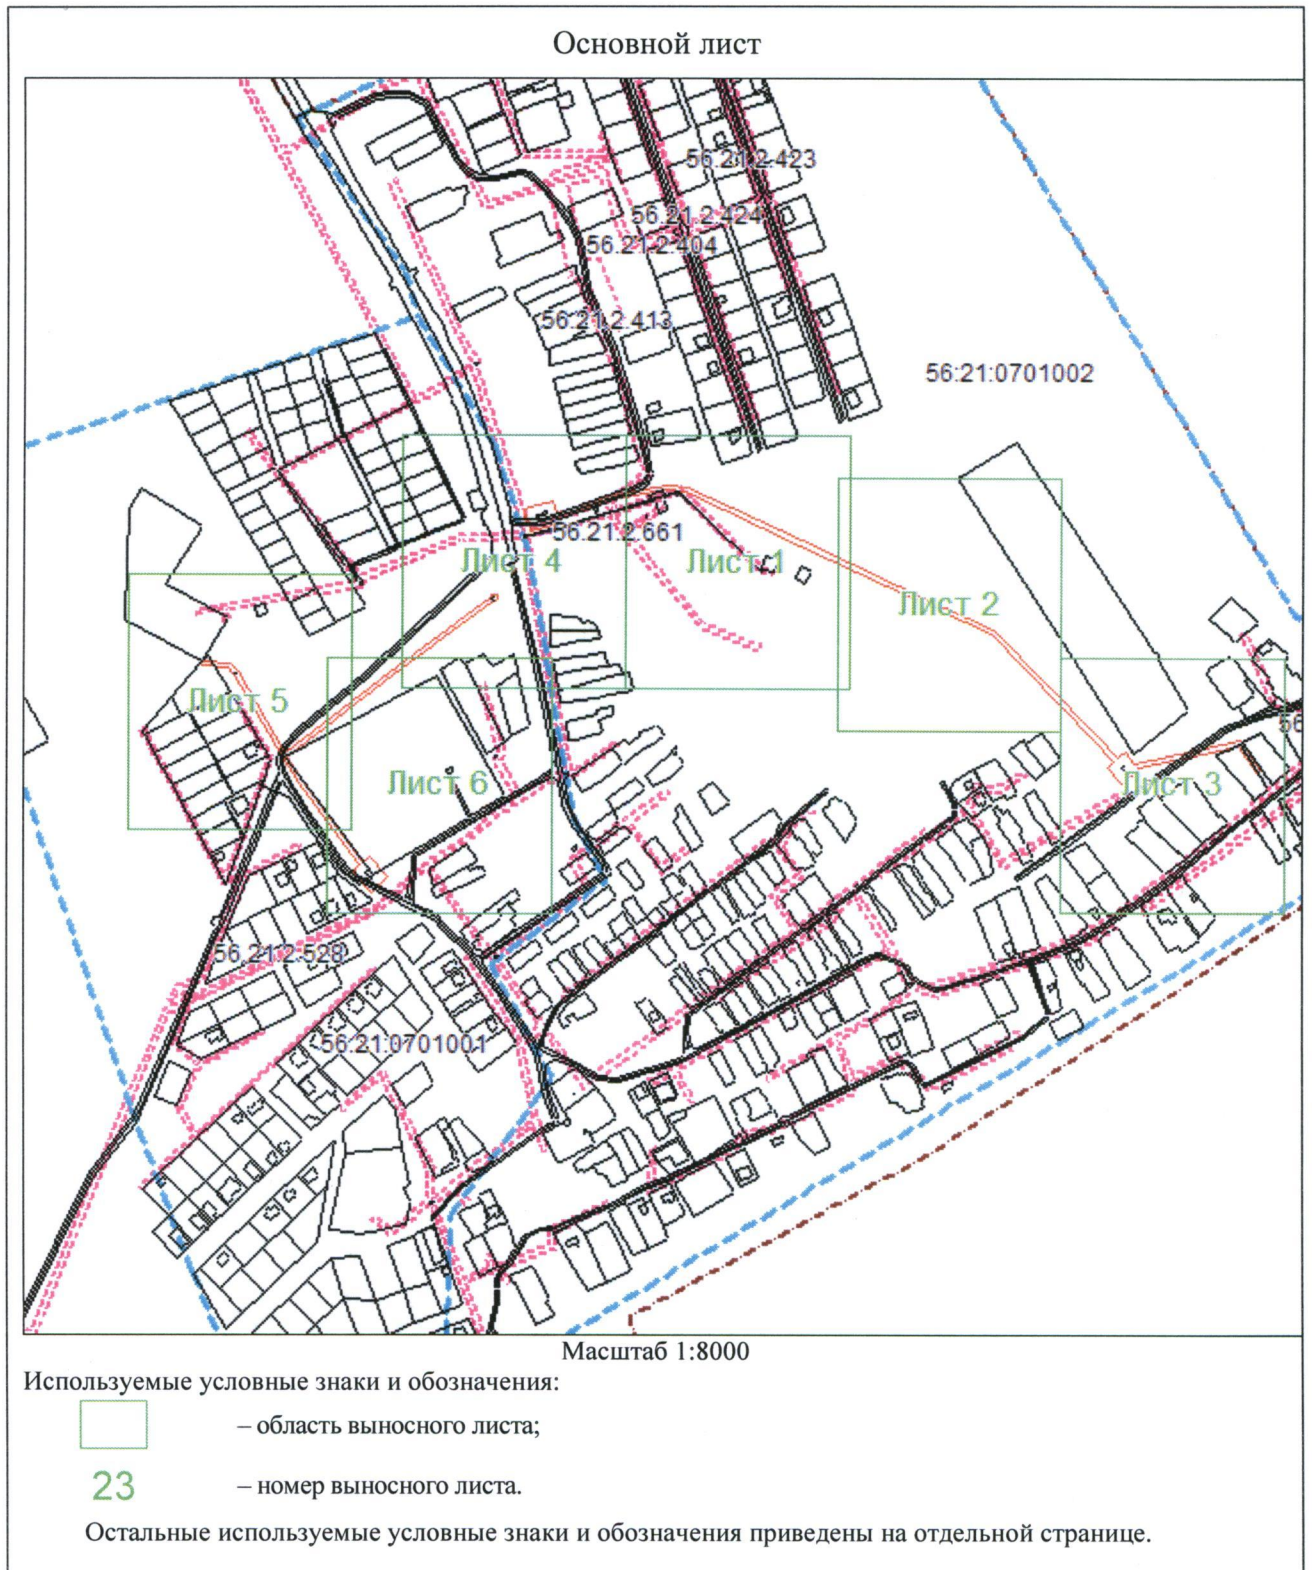 Основной лист
56:21:2.423
56.21.2.424
56.21:2.404
56:21.2.413
56:21:0701002
56.21:2.661
Лист 4
Лист 1
Лист 2
Лист 5
56
Лист 6
Лист 3
56.21:2.528
56:21:0701001
Масштаб 1:8000
Используемые условные знаки и обозначения:
– область выносного листа;
23 – номер выносного листа.
Остальные используемые условные знаки и обозначения приведены на отдельной странице.